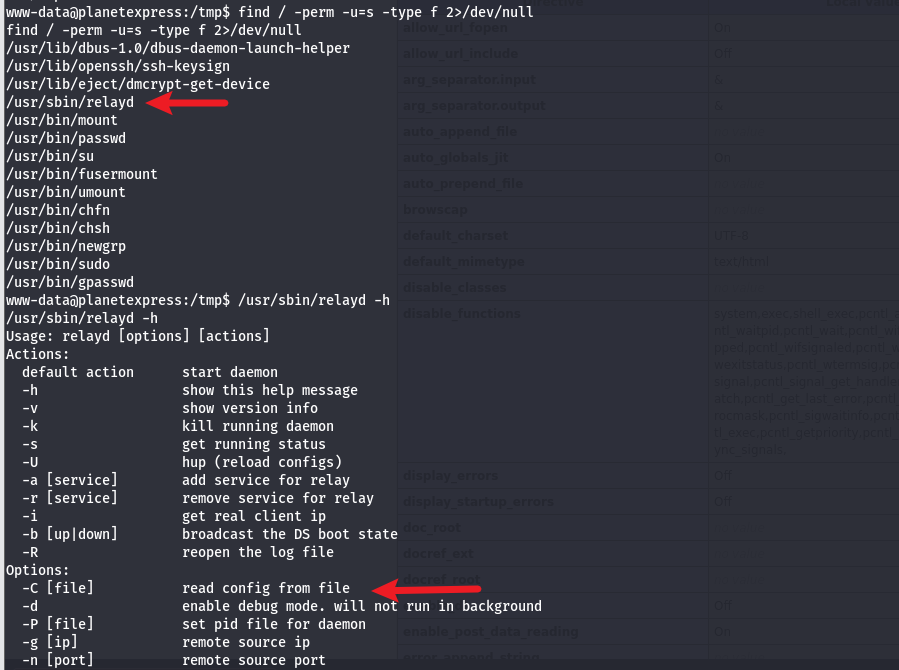 www-data@planetexpress:/tmp$ find / -perm -u=s -type f 2>/dev/null
find / -perm -u=s -type f 2>/dev/null
/usr/lib/dbus-1.0/dbus-daemon-launch-helper
/usr/lib/openssh/ssh-keysign
/usr/lib/eject/dmcrypt-get-device
/usr/sbin/relayd
/usr/bin/mount
/usr/bin/passwd
/usr/bin/su
/usr/bin/fusermount
/usr/bin/umount
/usr/bin/chfn
/usr/bin/chsh
/usr/bin/newgrp
/usr/bin/sudo
/usr/bin/gpasswd
www-data@planetexpress:/tmp$ /usr/sbin/relayd -h
/usr/sbin/relayd -h
Usage: relayd [options] [actions]
Actions:
default action start daemon
-h show this help message
-v show version info
-k kill running daemon
-s get running status
-U hup (reload configs)
-a [service] add service for relay
-r [service] remove service for relay
-i get real client ip
-b [up|down] broadcast the DS boot state
-R reopen the log file
Options:
-C [file] read config from file
-d enable debug mode. will not run in background
-P [file] set pid file for daemon
-g [ip] remote source ip
-n [port] remote source port
allow_url_fopen On
allow_url_include Off
arg_separator.input &
arg_separator.output &
auto_append_file
auto_globals_jit On
auto_prepend_file
browscap
default_charset UTF-8
default_mimetype text/html
disable_classes
disable_functions
display_errors Off
display_startup_errors Off
doc_root
docref_ext
docref_root
Off
enable_post_data_reading On
error_append_string